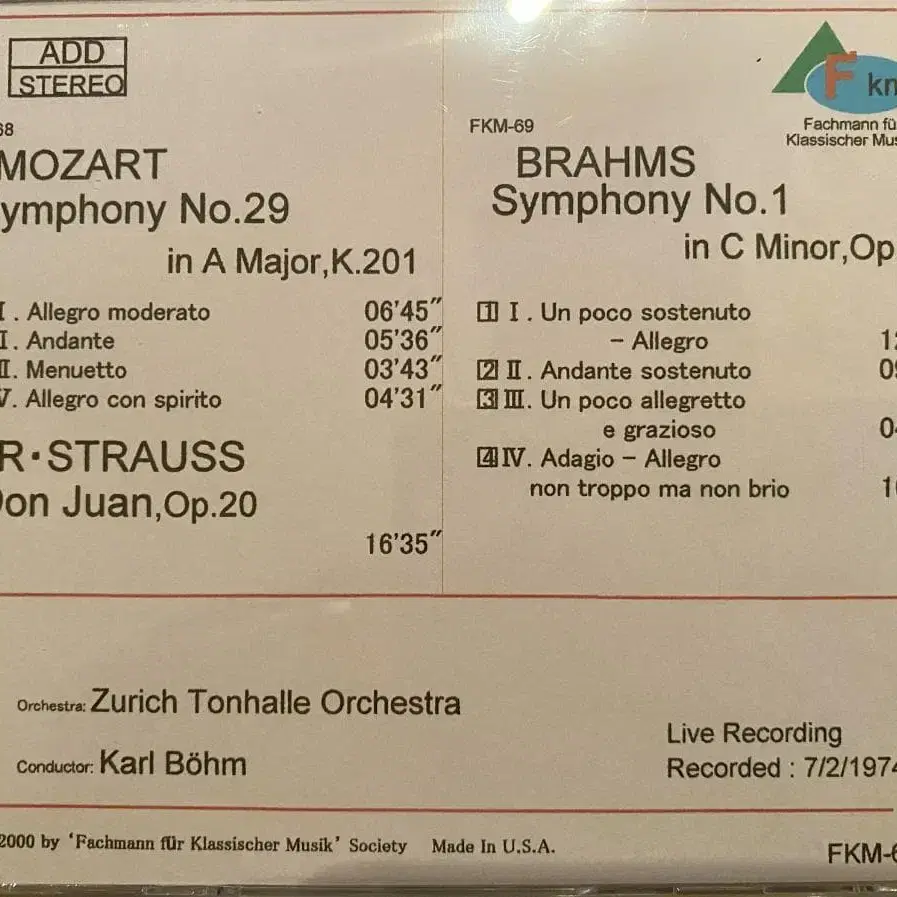 ADD
STEREO
68
MOZART
ymphony No.29
in A Major,K.201
I. Allegro moderato 06'45″
I. Andante 05'36″
II. Menuetto 03'43″
V. Allegro con spirito 04'31″
R·STRAUSS
Don Juan,Op.20
16'35″
F km
Fachmann fü
Klassischer Mus
FKM-69
BRAHMS
Symphony No.1
in C Minor,Op
1 I. Un poco sostenuto
– Allegro
2 II. Andante sostenuto
3 III. Un poco allegretto
e grazioso
4 IV. Adagio – Allegro
non troppo ma non brio
Orchestra: Zurich Tonhalle Orchestra
Conductor: Karl Böhm
Live Recording
Recorded : 7/2/1974
2000 by 'Fachmann für Klassischer Musik' Society Made In U.S.A.
FKM-6